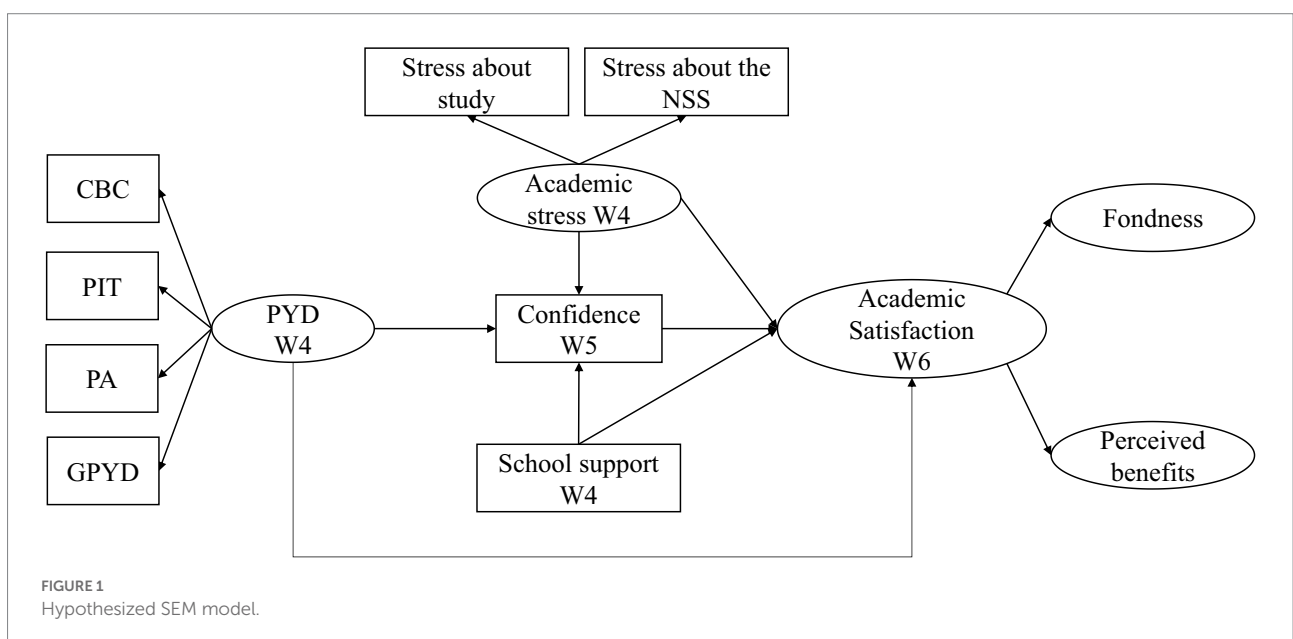 Stress about
study
Stress about the
NSS
CBC
PIT
PA
GPYD
PYD
W4
Academic
stress W4
Confidence
W5
School support
W4
Academic
Satisfaction
W6
Fondness
Perceived
benefits
FIGURE 1
Hypothesized SEM model.